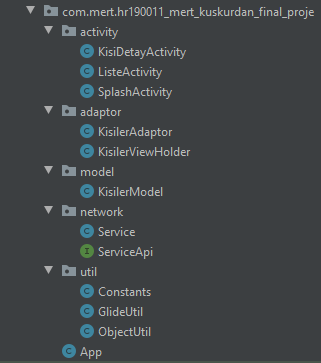 com.mert.hr190011_mert_kuskurdan_final_proje
activity
KisiDetayActivity
ListeActivity
SplashActivity
adaptor
KisilerAdaptor
KisilerViewHolder
model
KisilerModel
network
Service
ServiceApi
util
Constants
GlideUtil
ObjectUtil
App